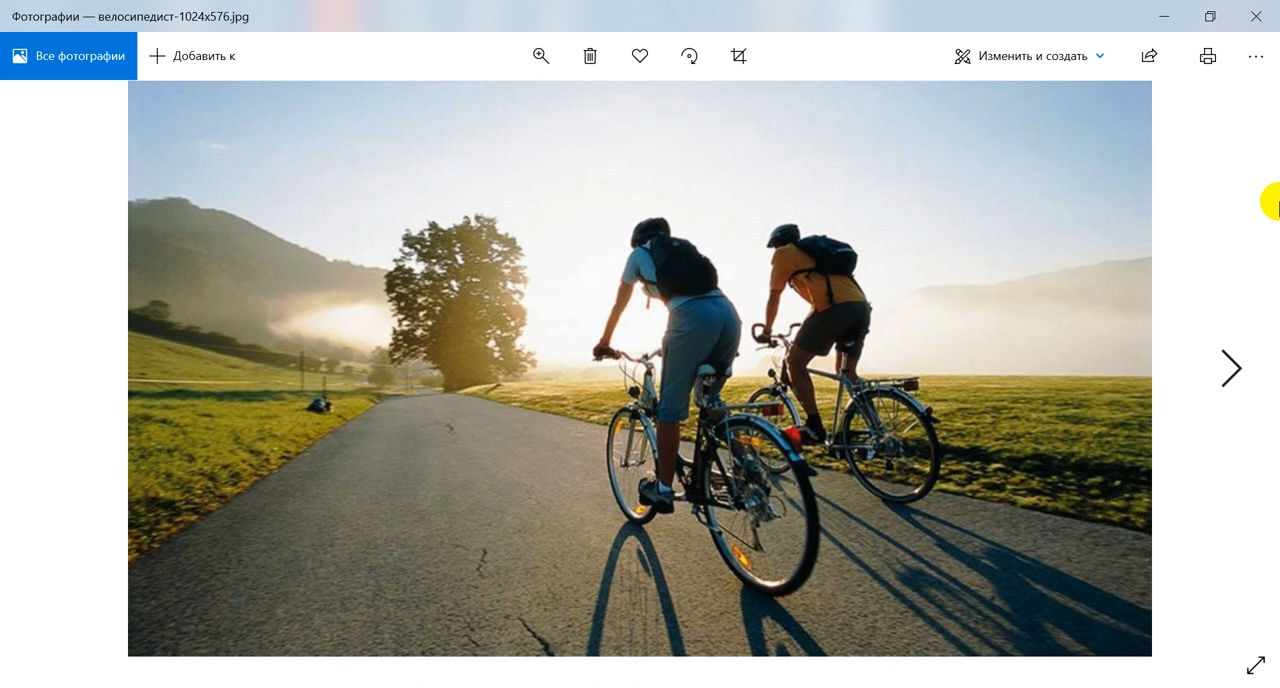 Фотографии — велосипедист-1024x576.jpg
Все фотографии
Добавить к
Изменить и создать